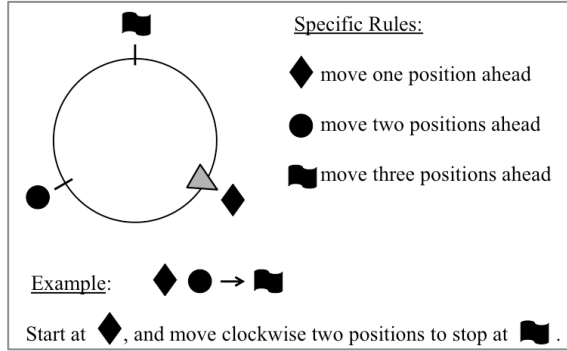 Specific Rules:
move one position ahead
move two positions ahead
move three positions ahead
Example:
Start at , and move clockwise two positions to stop at .